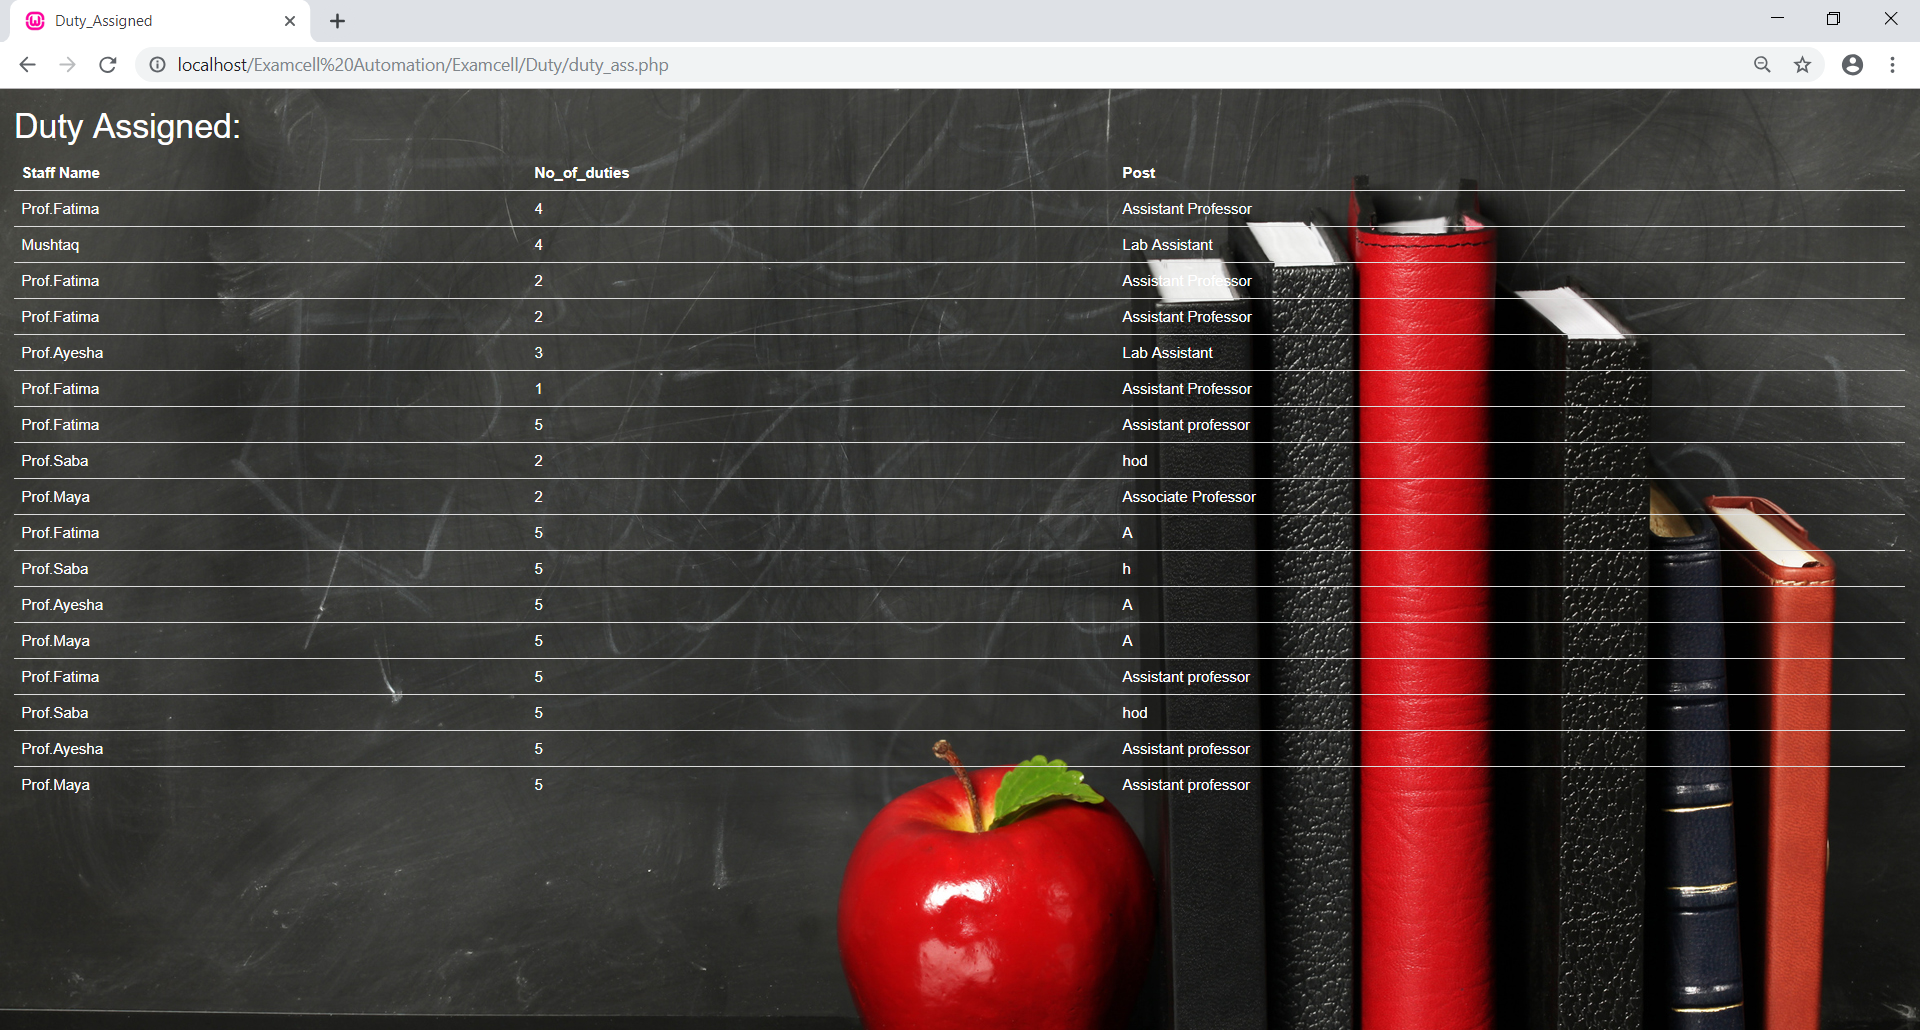 Duty_Assigned
localhost/Examcell%20Automation/Examcell/Duty/duty_ass.php
Duty Assigned:
Staff Name No_of_duties Post
Prof.Fatima 4 Assistant Professor
Mushtaq 4 Lab Assistant
Prof.Fatima 2 Assistant Professor
Prof.Fatima 2 Assistant Professor
Prof.Ayesha 3 Lab Assistant
Prof.Fatima 1 Assistant Professor
Prof.Fatima 5 Assistant professor
Prof.Saba 2 hod
Prof.Maya 2 Associate Professor
Prof.Fatima 5 A
Prof.Saba 5 h
Prof.Ayesha 5 A
Prof.Maya 5 A
Prof.Fatima 5 Assistant professor
Prof.Saba 5 hod
Prof.Ayesha 5 Assistant professor
Prof.Maya 5 Assistant professor